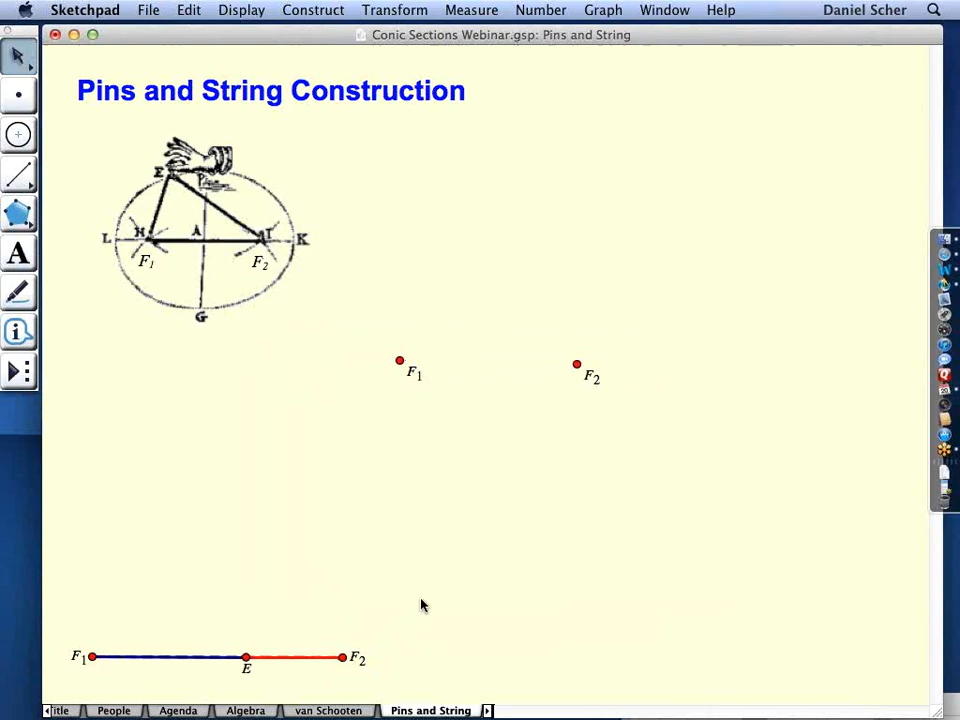 Sketchpad File Edit Display Construct Transform Measure Number Graph Window Help Daniel Scher
Conic Sections Webinar.gsp: Pins and String
Pins and String Construction
E
L H A I K
F1 F2
G
F1 F2
F1 E F2
A
itle People Agenda Algebra van Schooten Pins and String